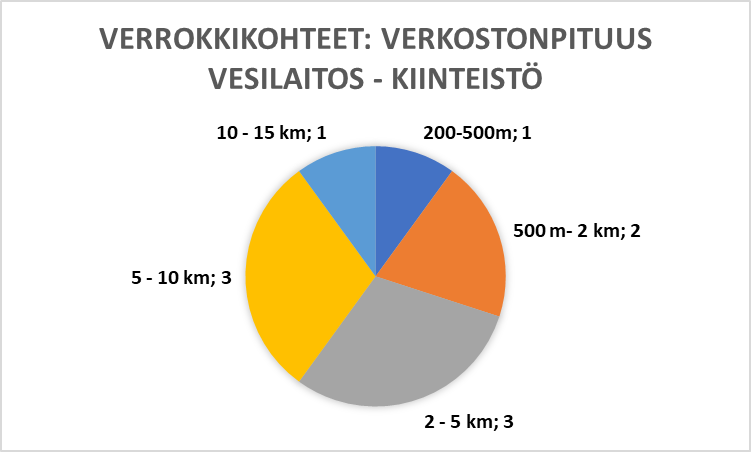 VERROKKIKOHTEET: VERKOSTONPITUUS
VESILAITOS - KIINTEISTÖ
10 - 15 km; 1
200-500m; 1
500 m- 2 km; 2
5 - 10 km; 3
2 - 5 km; 3